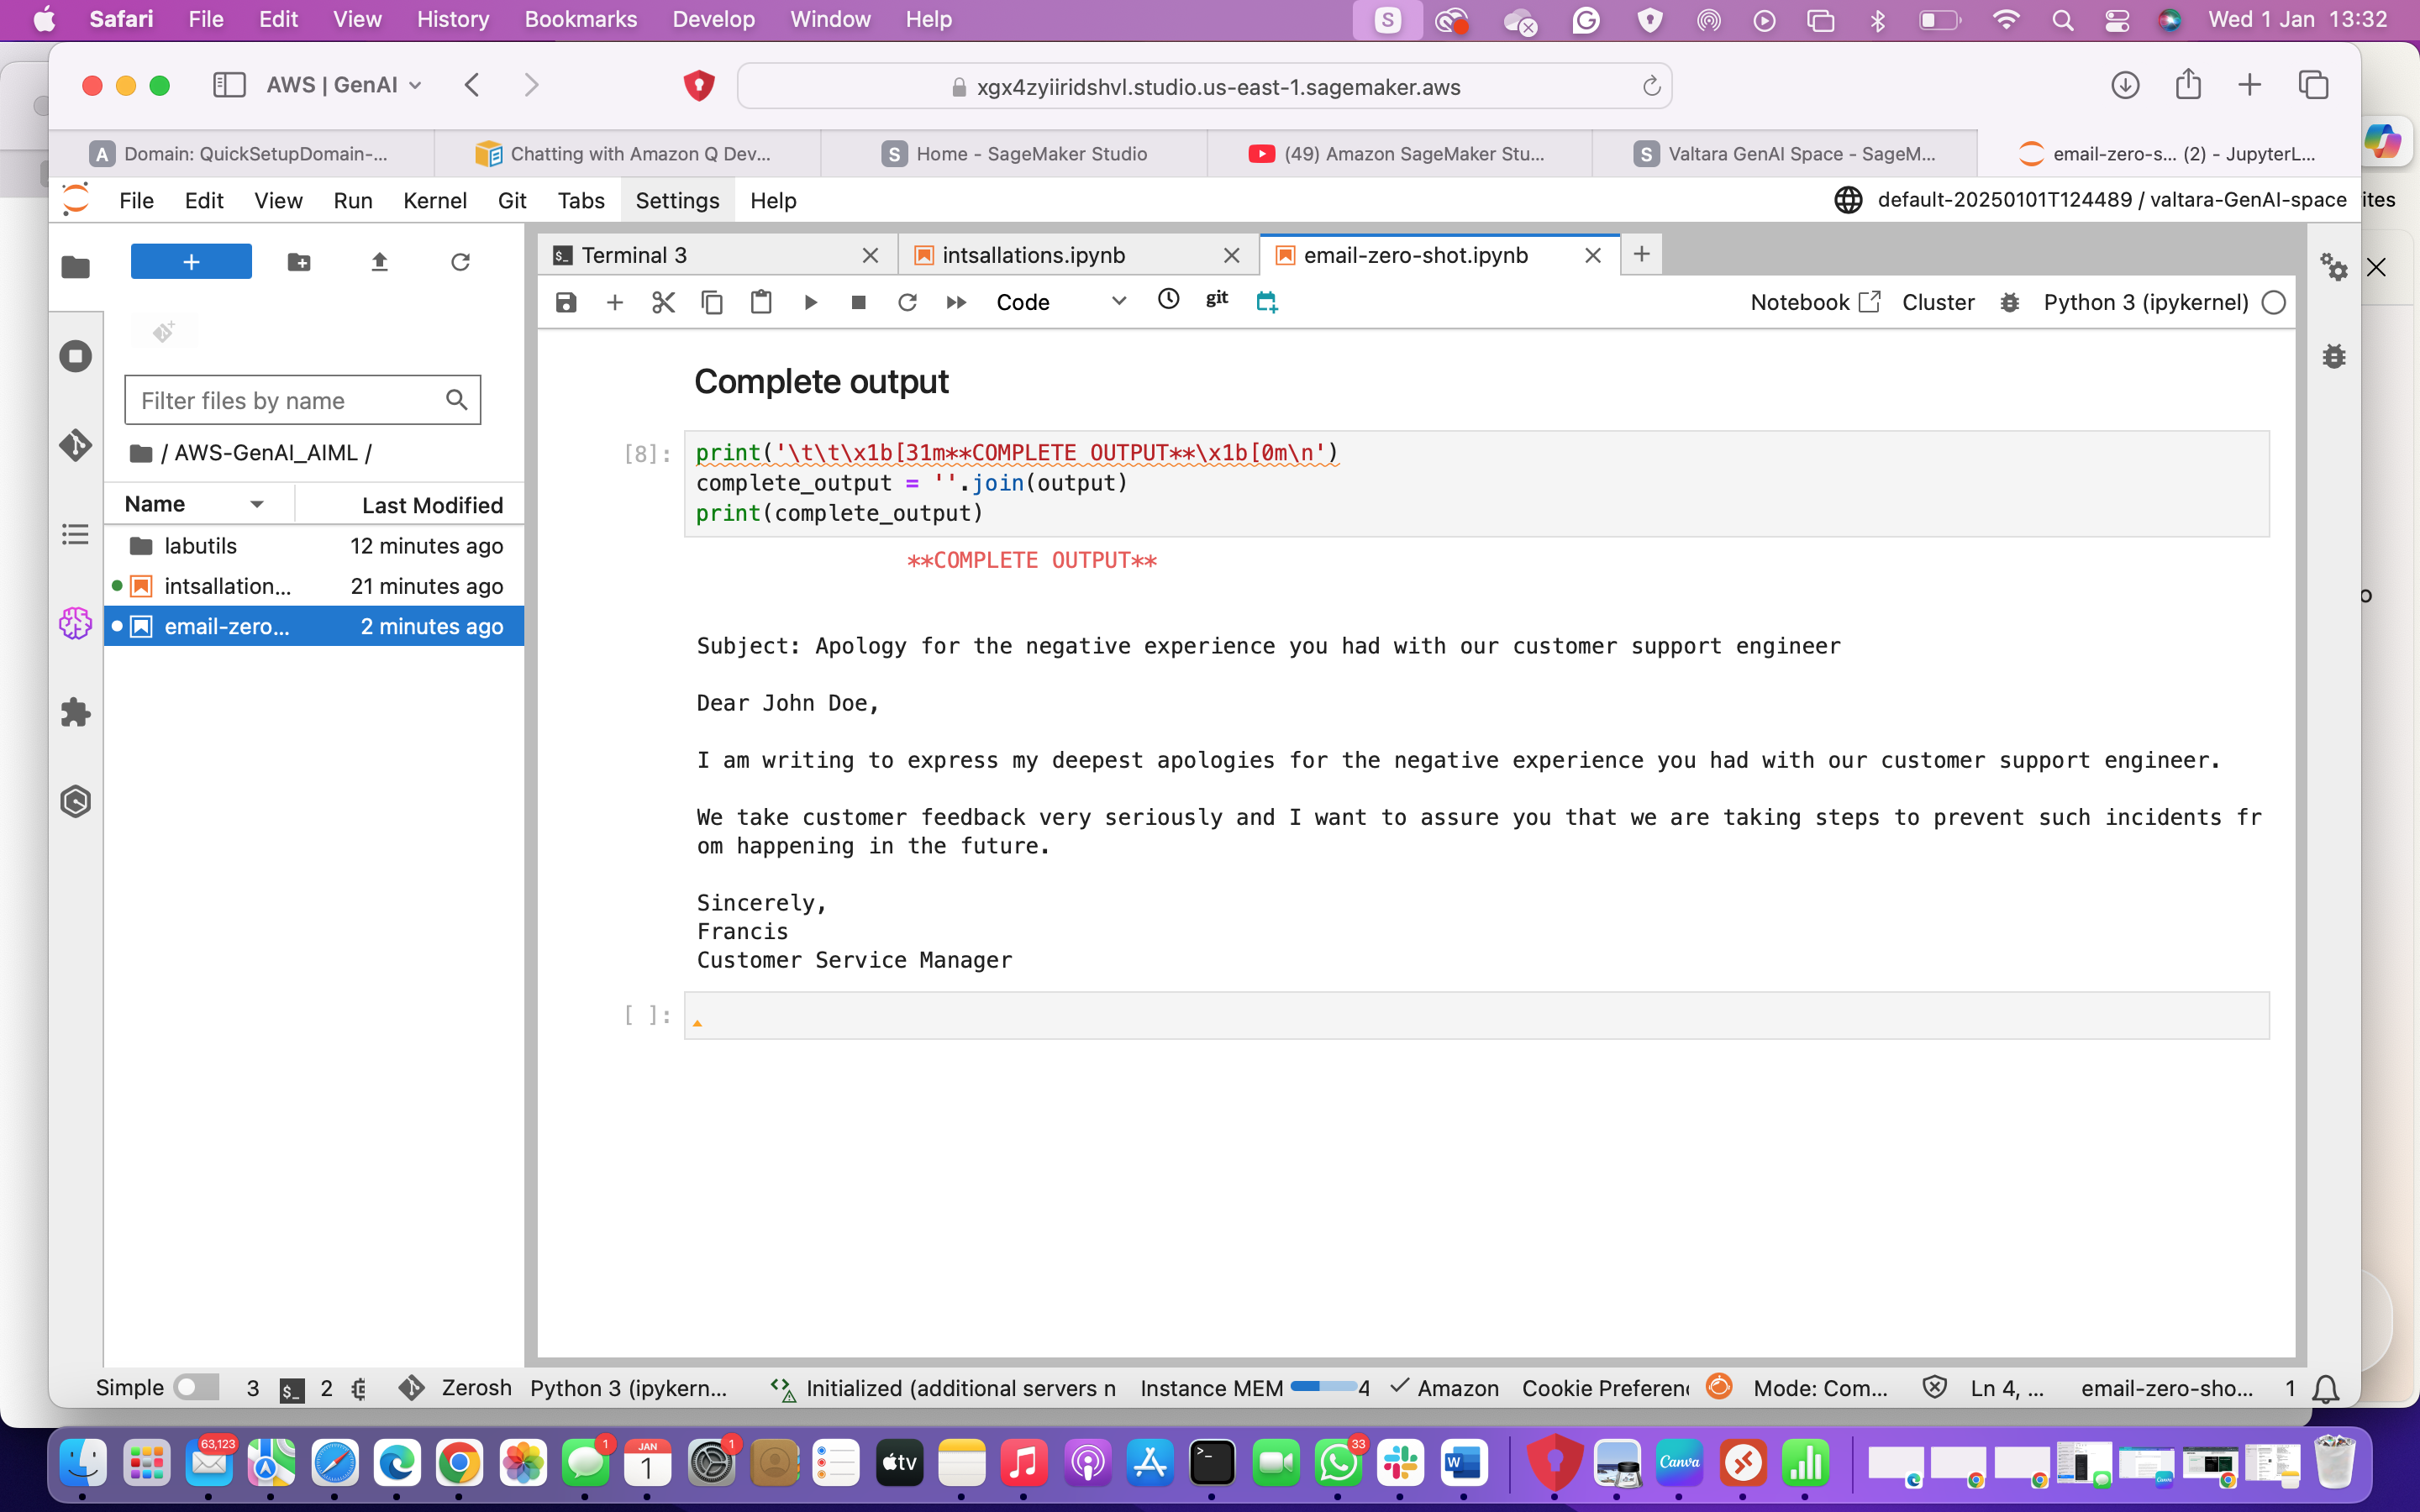 Safari File Edit View History Bookmarks Develop Window Help Wed 1 Jan 13:32
AWS | GenAI xgx4zyiiridshvl.studio.us-east-1.sagemaker.aws
Domain: QuickSetupDomain-... Chatting with Amazon Q Dev... Home - SageMaker Studio (49) Amazon SageMaker Stu... Valtara GenAI Space - SageM... email-zero-s... (2) - JupyterL...
File Edit View Run Kernel Git Tabs Settings Help default-20250101T124489 / valtara-GenAI-space ites
Terminal 3 intsallations.ipynb email-zero-shot.ipynb
Code git Notebook Cluster Python 3 (ipykernel)
Filter files by name
/ AWS-GenAI_AIML /
Name Last Modified
labutils 12 minutes ago
intsallation... 21 minutes ago
email-zero... 2 minutes ago
Complete output
[8]: print('\t\t\x1b[31m**COMPLETE OUTPUT**\x1b[0m\n')
complete_output = ''.join(output)
print(complete_output)
**COMPLETE OUTPUT**
Subject: Apology for the negative experience you had with our customer support engineer
Dear John Doe,
I am writing to express my deepest apologies for the negative experience you had with our customer support engineer.
We take customer feedback very seriously and I want to assure you that we are taking steps to prevent such incidents fr
om happening in the future.
Sincerely,
Francis
Customer Service Manager
[ ]:
Simple 3 2 Zerosh Python 3 (ipykern... Initialized (additional servers n Instance MEM 4 Amazon Cookie Preferen Mode: Com... Ln 4, ... email-zero-sho... 1
63,123 1 JAN 1 1 tv 33 W Canva